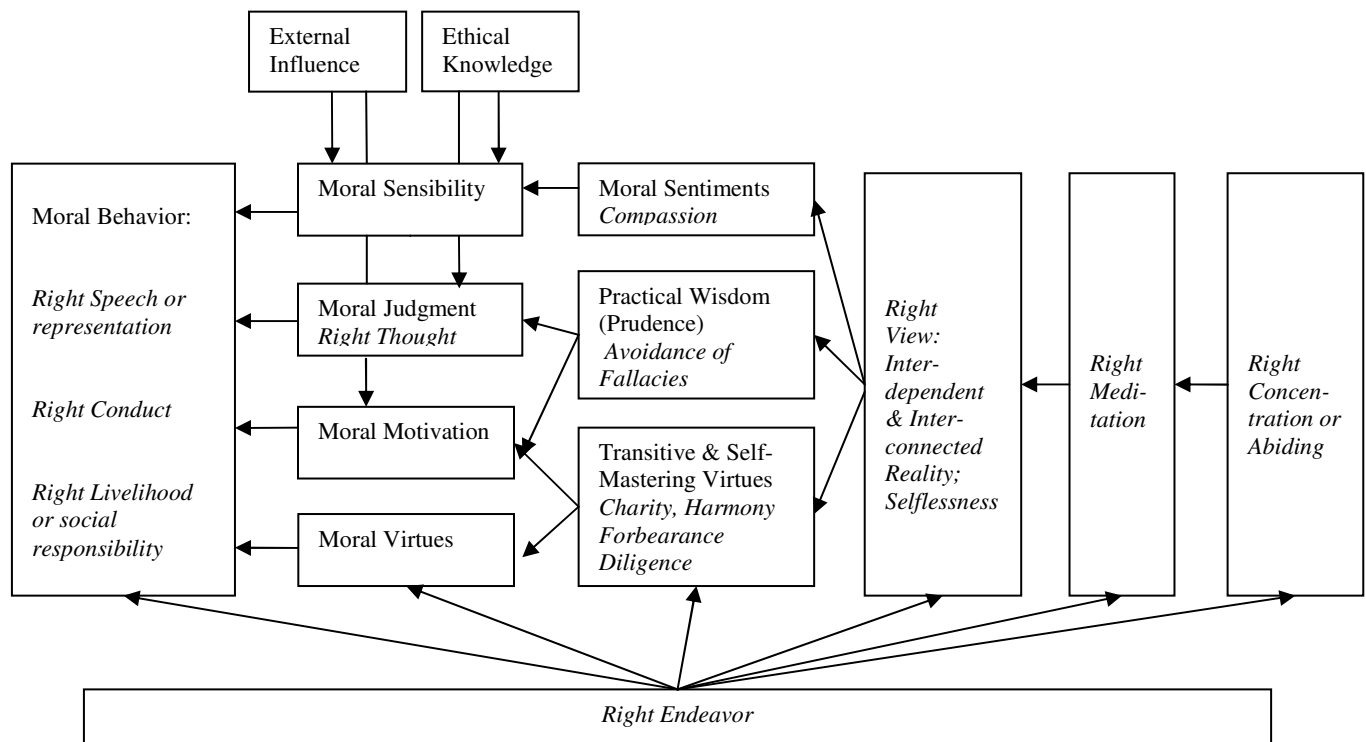 External
Influence
Ethical
Knowledge
Moral Behavior:
Right Speech or
representation
Right Conduct
Right Livelihood
or social
responsibility
Moral Sensibility
Moral Judgment
Right Thought
Moral Motivation
Moral Virtues
Moral Sentiments
Compassion
Practical Wisdom
(Prudence)
Avoidance of
Fallacies
Transitive & Self-
Mastering Virtues
Charity, Harmony
Forbearance
Diligence
Right
View:
Inter-
dependent
& Inter-
connected
Reality;
Selflessness
Right
Medi-
tation
Right
Concen-
tration or
Abiding
Right Endeavor